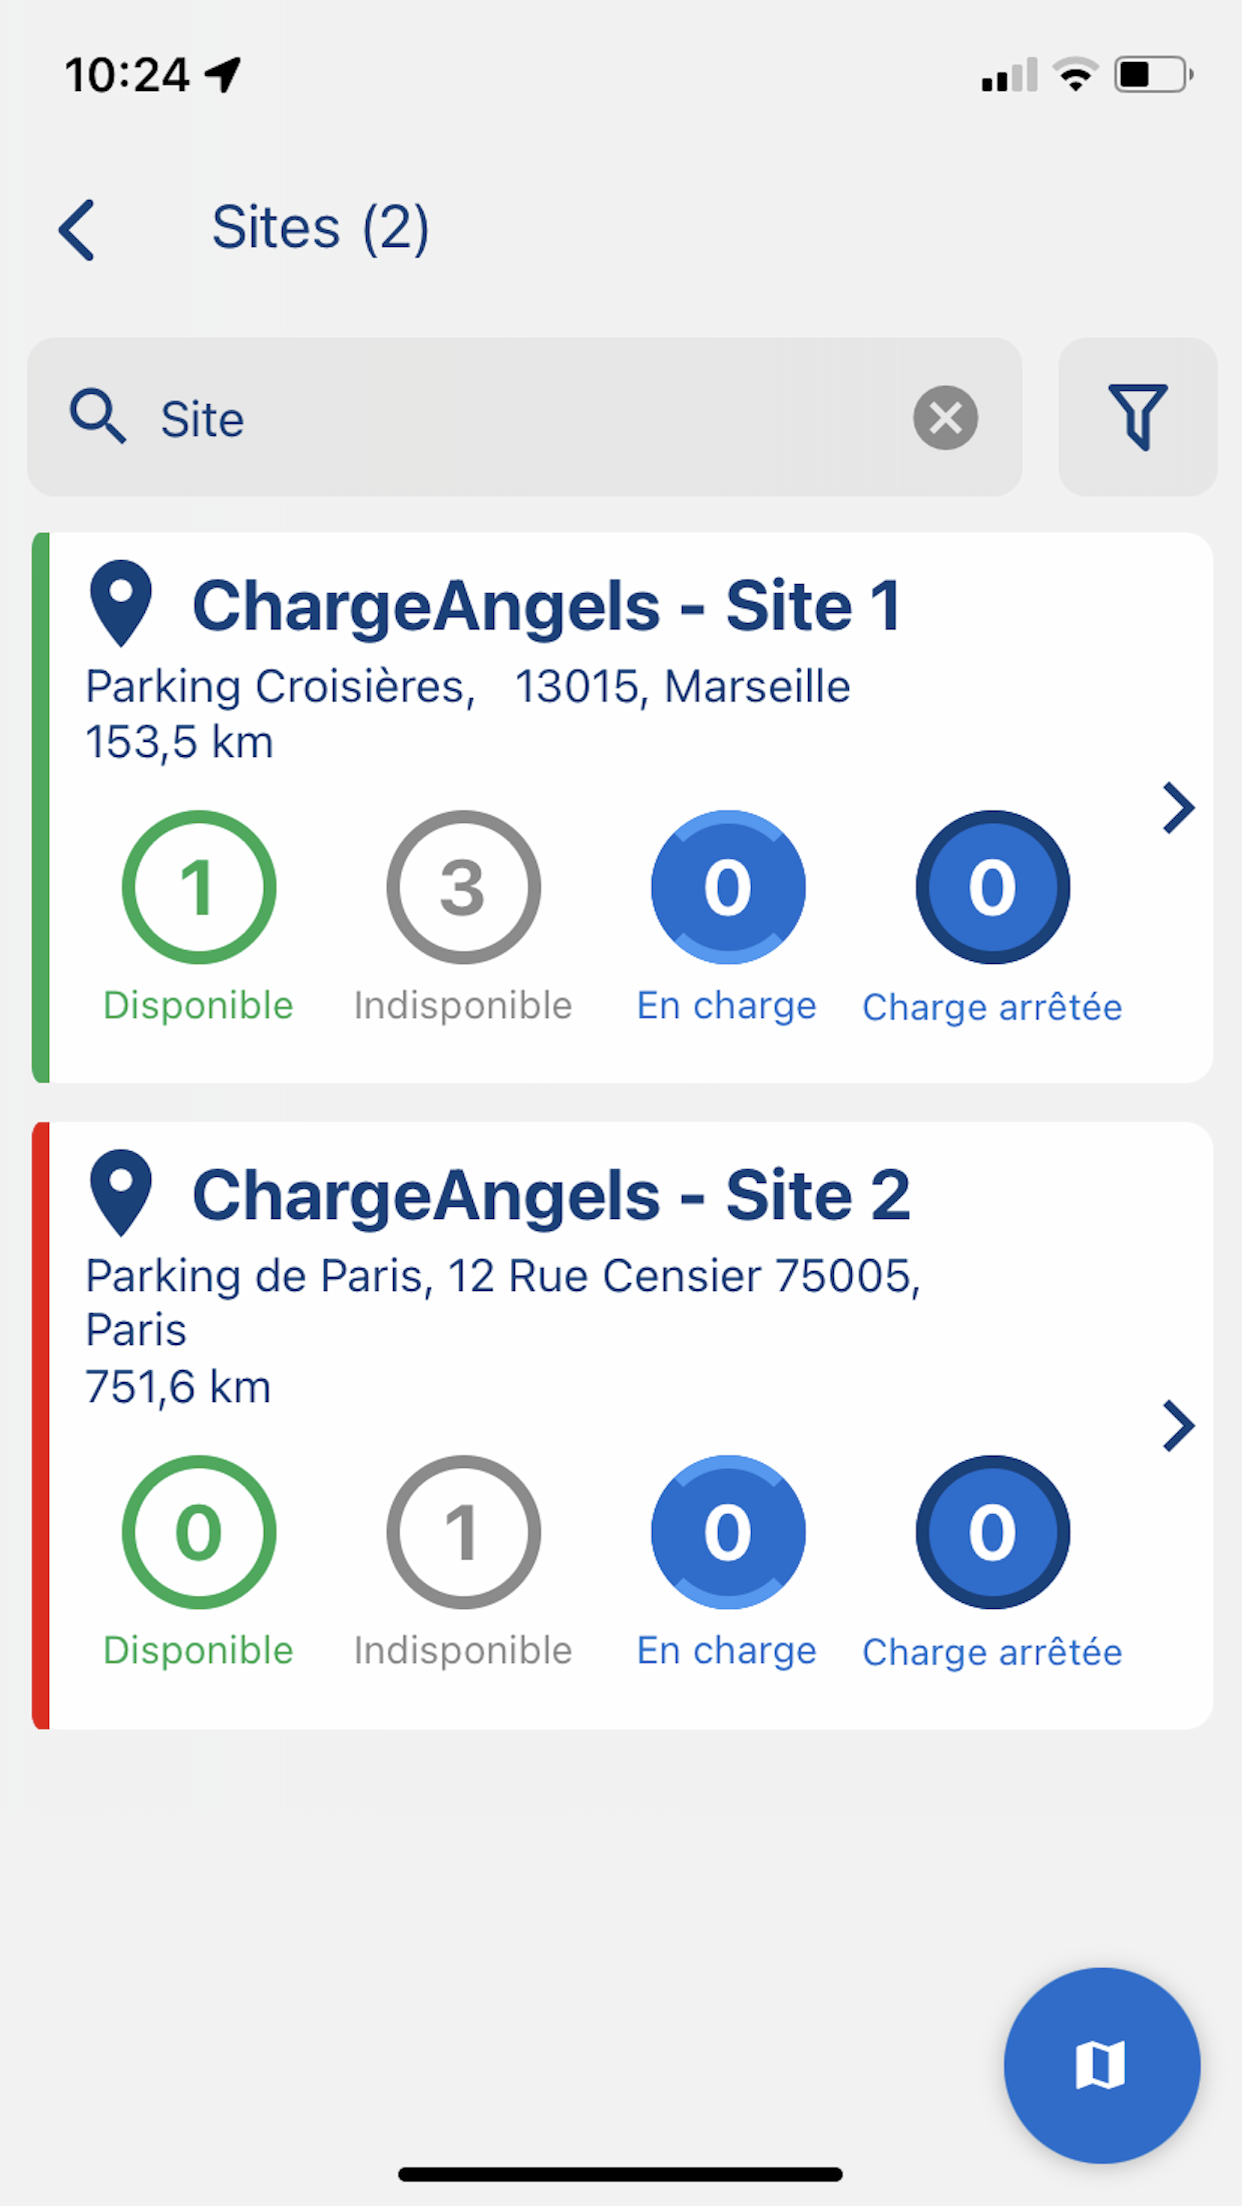 10:24
Sites (2)
Site
ChargeAngels - Site 1
Parking Croisières, 13015, Marseille
153,5 km
1 3 0 0
Disponible Indisponible En charge Charge arrêtée
ChargeAngels - Site 2
Parking de Paris, 12 Rue Censier 75005,
Paris
751,6 km
0 1 0 0
Disponible Indisponible En charge Charge arrêtée